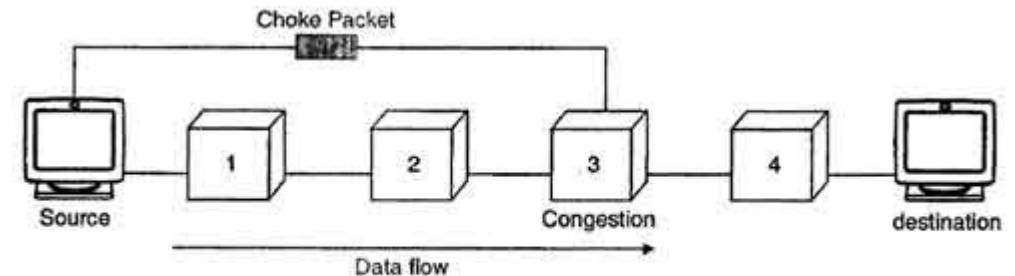 Choke Packet
1
2
3
4
Source
Congestion
destination
Data flow